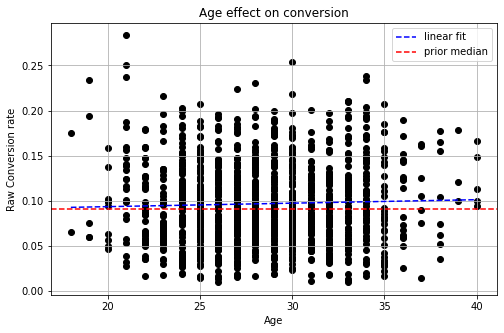 Age effect on conversion
linear fit
prior median
Raw Conversion rate
0.25
0.20
0.15
0.10
0.05
0.00
20 25 30 35 40
Age